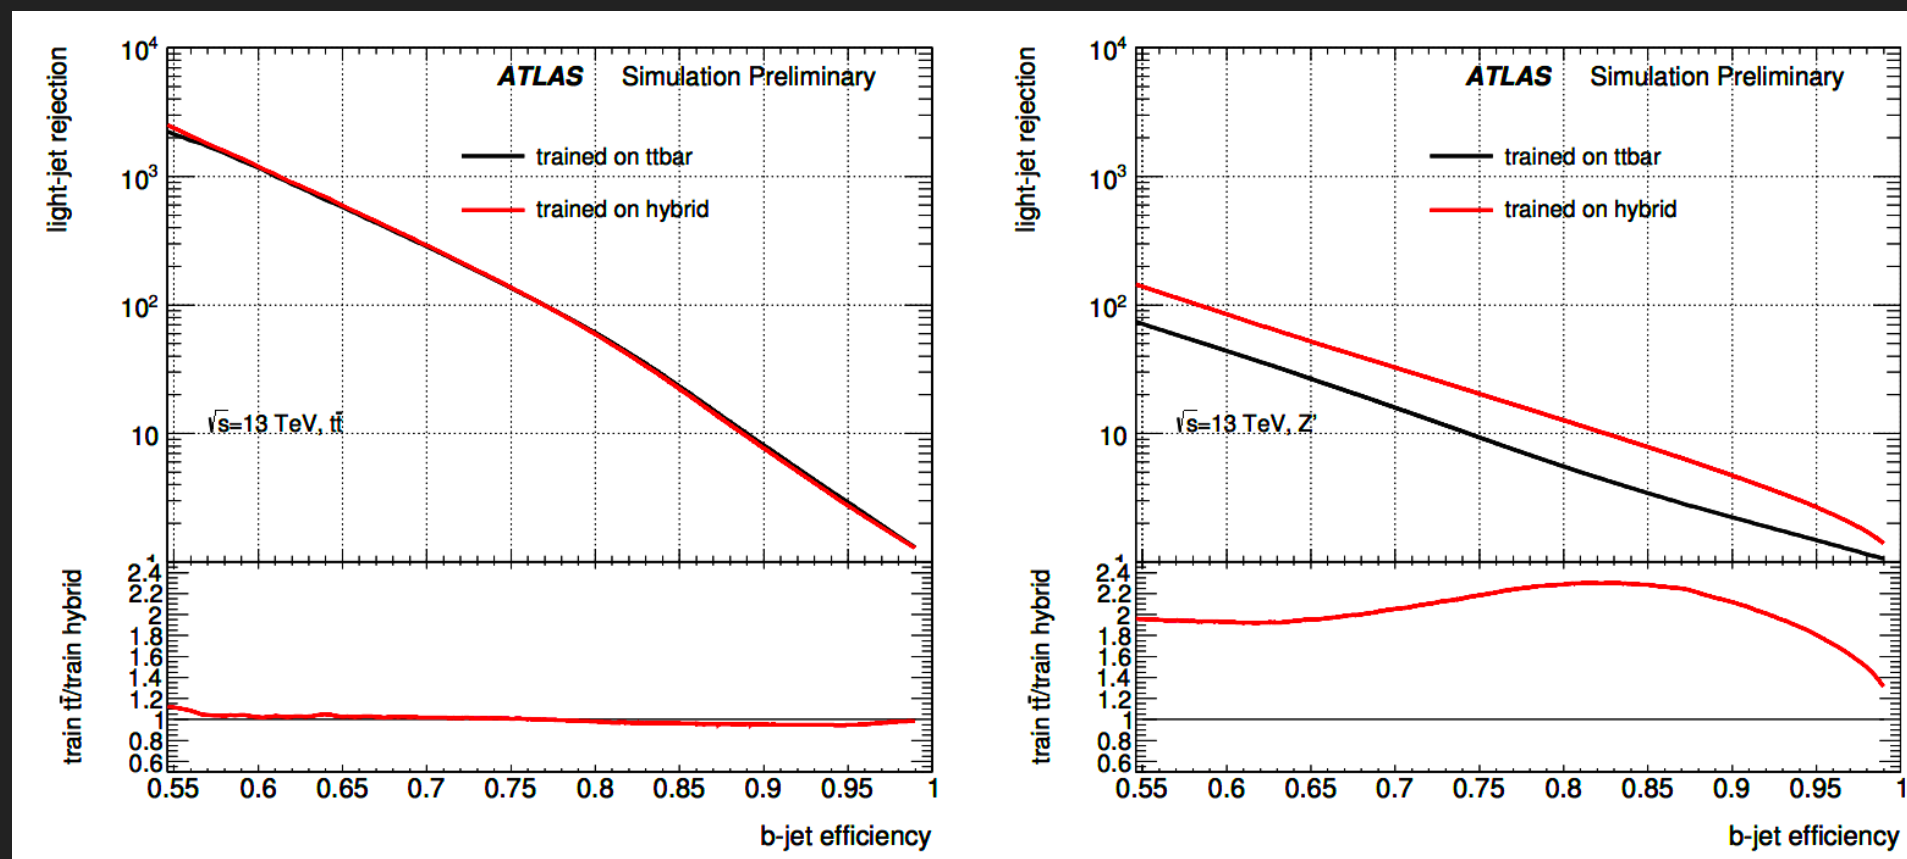 light-jet rejection
10⁴
10³
10²
10
1
ATLAS Simulation Preliminary
trained on ttbar
trained on hybrid
√s=13 TeV, tt̄
train tt̄/train hybrid
2.4
2.2
2
1.8
1.6
1.4
1.2
1
0.8
0.6
0.55 0.6 0.65 0.7 0.75 0.8 0.85 0.9 0.95 1
b-jet efficiency
light-jet rejection
10⁴
10³
10²
10
1
ATLAS Simulation Preliminary
trained on ttbar
trained on hybrid
√s=13 TeV, Z'
train tt̄/train hybrid
2.4
2.2
2
1.8
1.6
1.4
1.2
1
0.8
0.6
0.55 0.6 0.65 0.7 0.75 0.8 0.85 0.9 0.95 1
b-jet efficiency